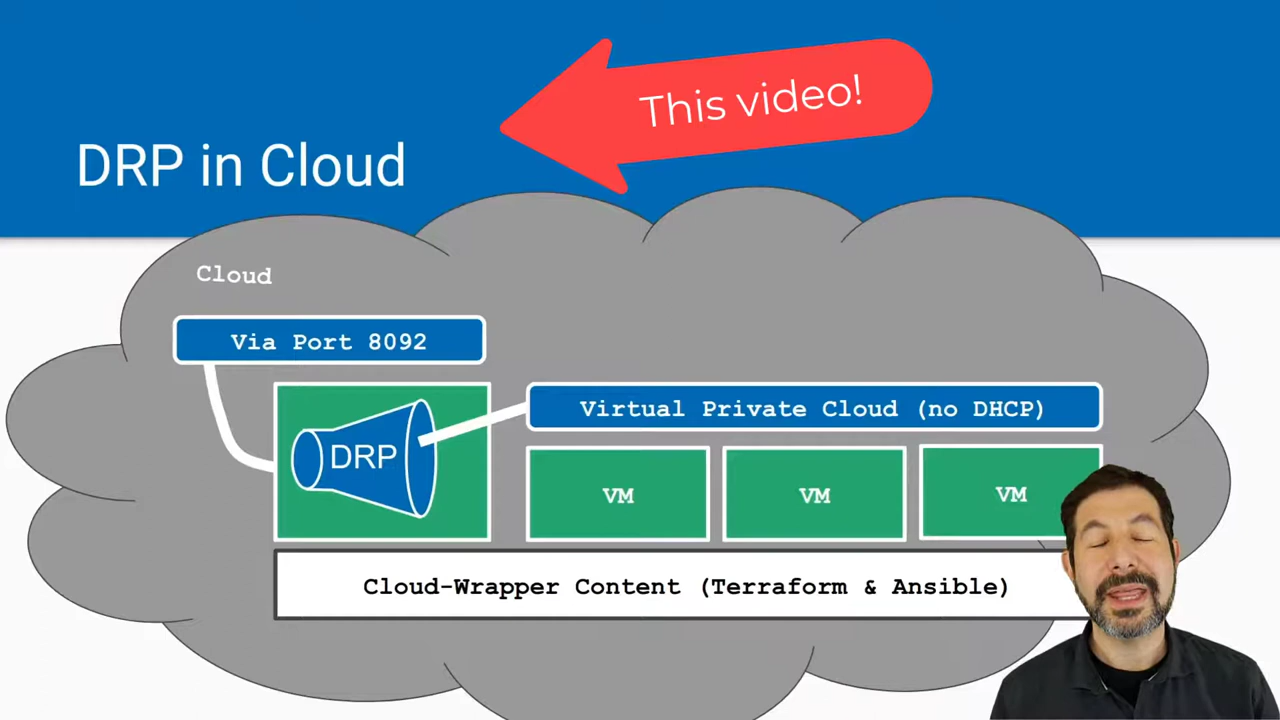 This video!
DRP in Cloud
Cloud
Via Port 8092
Virtual Private Cloud (no DHCP)
DRP
VM
VM
VM
Cloud-Wrapper Content (Terraform & Ansible)